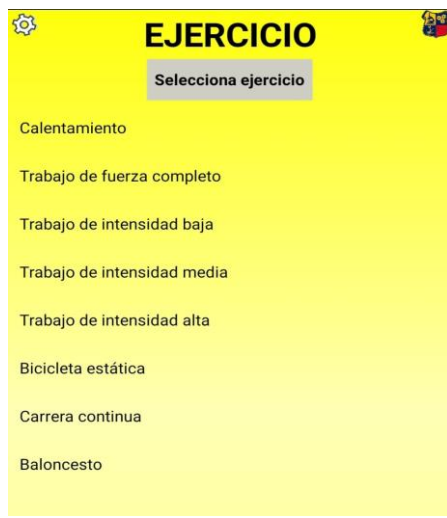 EJERCICIO
Selecciona ejercicio
Calentamiento
Trabajo de fuerza completo
Trabajo de intensidad baja
Trabajo de intensidad media
Trabajo de intensidad alta
Bicicleta estática
Carrera continua
Baloncesto